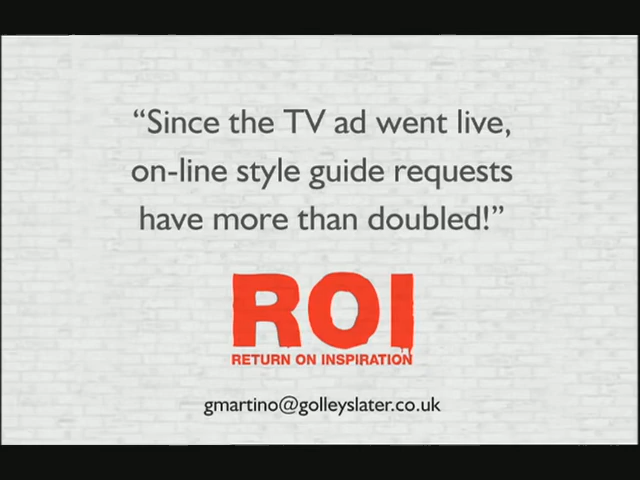 “Since the TV ad went live,
on-line style guide requests
have more than doubled!”
ROI
RETURN ON INSPIRATION
gmartino@golleyslater.co.uk